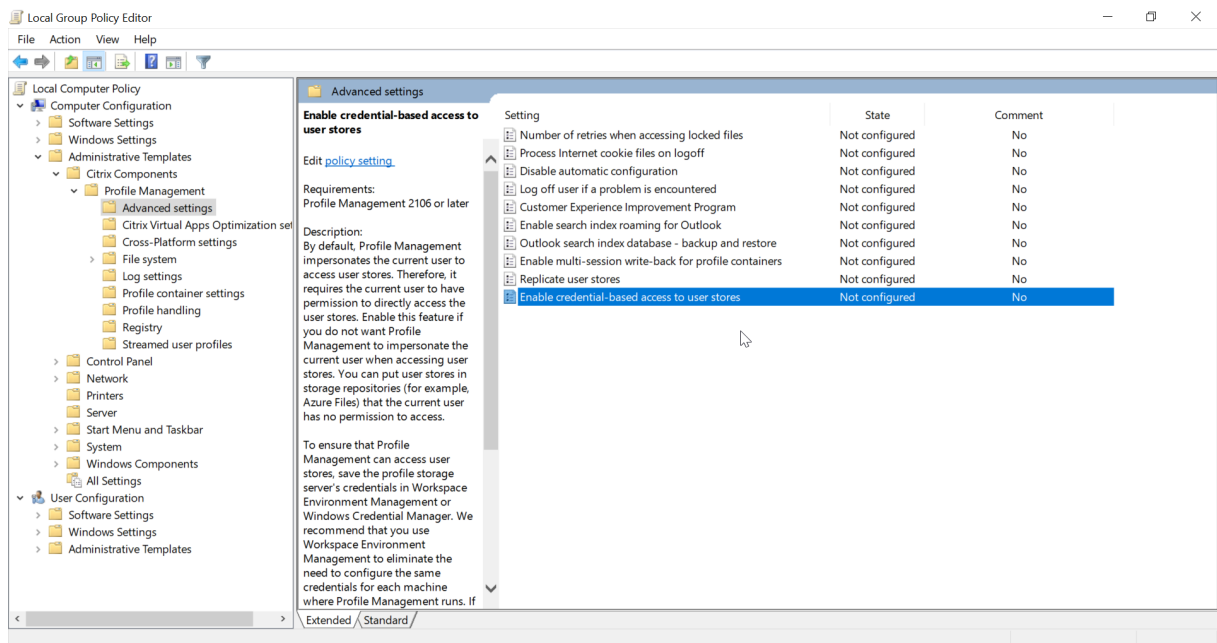 Local Group Policy Editor
File Action View Help
Local Computer Policy
Computer Configuration
Software Settings
Windows Settings
Administrative Templates
Citrix Components
Profile Management
Advanced settings
Citrix Virtual Apps Optimization set
Cross-Platform settings
File system
Log settings
Profile container settings
Profile handling
Registry
Streamed user profiles
Control Panel
Network
Printers
Server
Start Menu and Taskbar
System
Windows Components
All Settings
User Configuration
Software Settings
Windows Settings
Administrative Templates
Advanced settings
Enable credential-based access to
user stores
Edit policy setting
Requirements:
Profile Management 2106 or later
Description:
By default, Profile Management
impersonates the current user to
access user stores. Therefore, it
requires the current user to have
permission to directly access the
user stores. Enable this feature if
you do not want Profile
Management to impersonate the
current user when accessing user
stores. You can put user stores in
storage repositories (for example,
Azure Files) that the current user
has no permission to access.
To ensure that Profile
Management can access user
stores, save the profile storage
server's credentials in Workspace
Environment Management or
Windows Credential Manager. We
recommend that you use
Workspace Environment
Management to eliminate the
need to configure the same
credentials for each machine
where Profile Management runs. If
Setting State Comment
Number of retries when accessing locked files Not configured No
Process Internet cookie files on logoff Not configured No
Disable automatic configuration Not configured No
Log off user if a problem is encountered Not configured No
Customer Experience Improvement Program Not configured No
Enable search index roaming for Outlook Not configured No
Outlook search index database - backup and restore Not configured No
Enable multi-session write-back for profile containers Not configured No
Replicate user stores Not configured No
Enable credential-based access to user stores Not configured No
Extended Standard